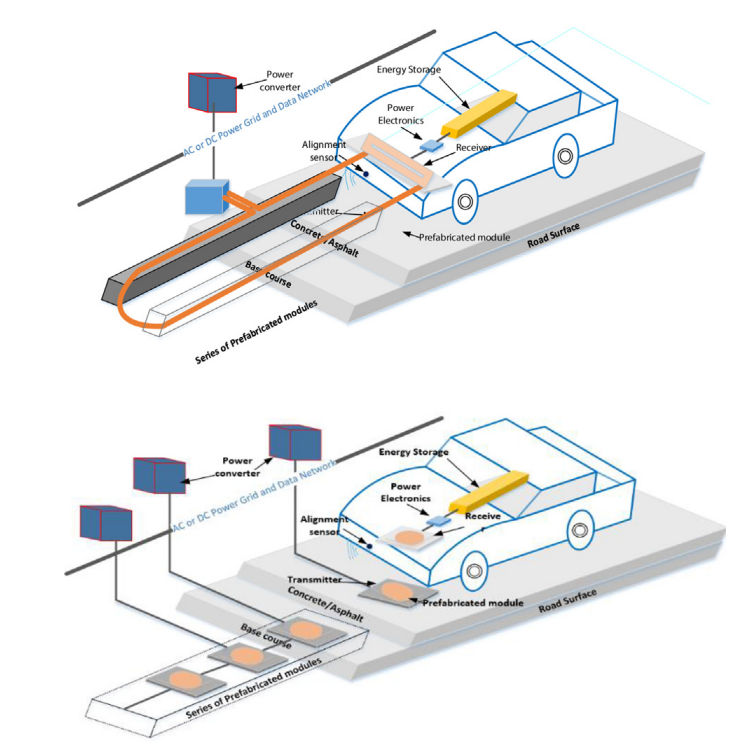 Power
converter
Energy Storage
AC or DC Power Grid and Data Network
Power
Electronics
Alignment
sensor
Receiver
mitter
Concrete/Asphalt
Prefabricated module
Road Surface
Base course
Series of Prefabricated modules
Power
converter
Energy Storage
AC or DC Power Grid and Data Network
Power
Electronics
Alignment
sensor
Receive
r
Transmitter
Concrete/Asphalt
Prefabricated module
Road Surface
Base course
Series of Prefabricated modules